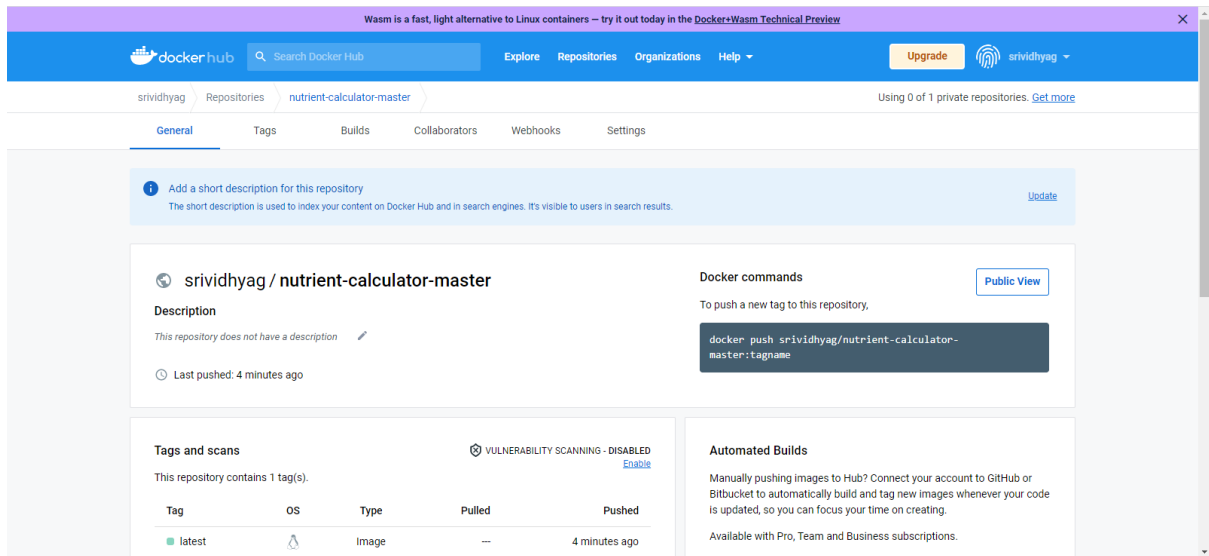 Wasm is a fast, light alternative to Linux containers — try it out today in the Docker+Wasm Technical Preview
dockerhub
Search Docker Hub
Explore
Repositories
Organizations
Help
Upgrade
srividhyag
srividhyag
Repositories
nutrient-calculator-master
Using 0 of 1 private repositories. Get more
General
Tags
Builds
Collaborators
Webhooks
Settings
Add a short description for this repository
The short description is used to index your content on Docker Hub and in search engines. It's visible to users in search results.
Update
srividhyag / nutrient-calculator-master
Description
This repository does not have a description
Last pushed: 4 minutes ago
Docker commands
Public View
To push a new tag to this repository,
docker push srividhyag/nutrient-calculator-
master:tagname
Tags and scans
VULNERABILITY SCANNING - DISABLED
Enable
This repository contains 1 tag(s).
Tag OS Type Pulled Pushed
latest Image --- 4 minutes ago
Automated Builds
Manually pushing images to Hub? Connect your account to GitHub or
Bitbucket to automatically build and tag new images whenever your code
is updated, so you can focus your time on creating.
Available with Pro, Team and Business subscriptions.